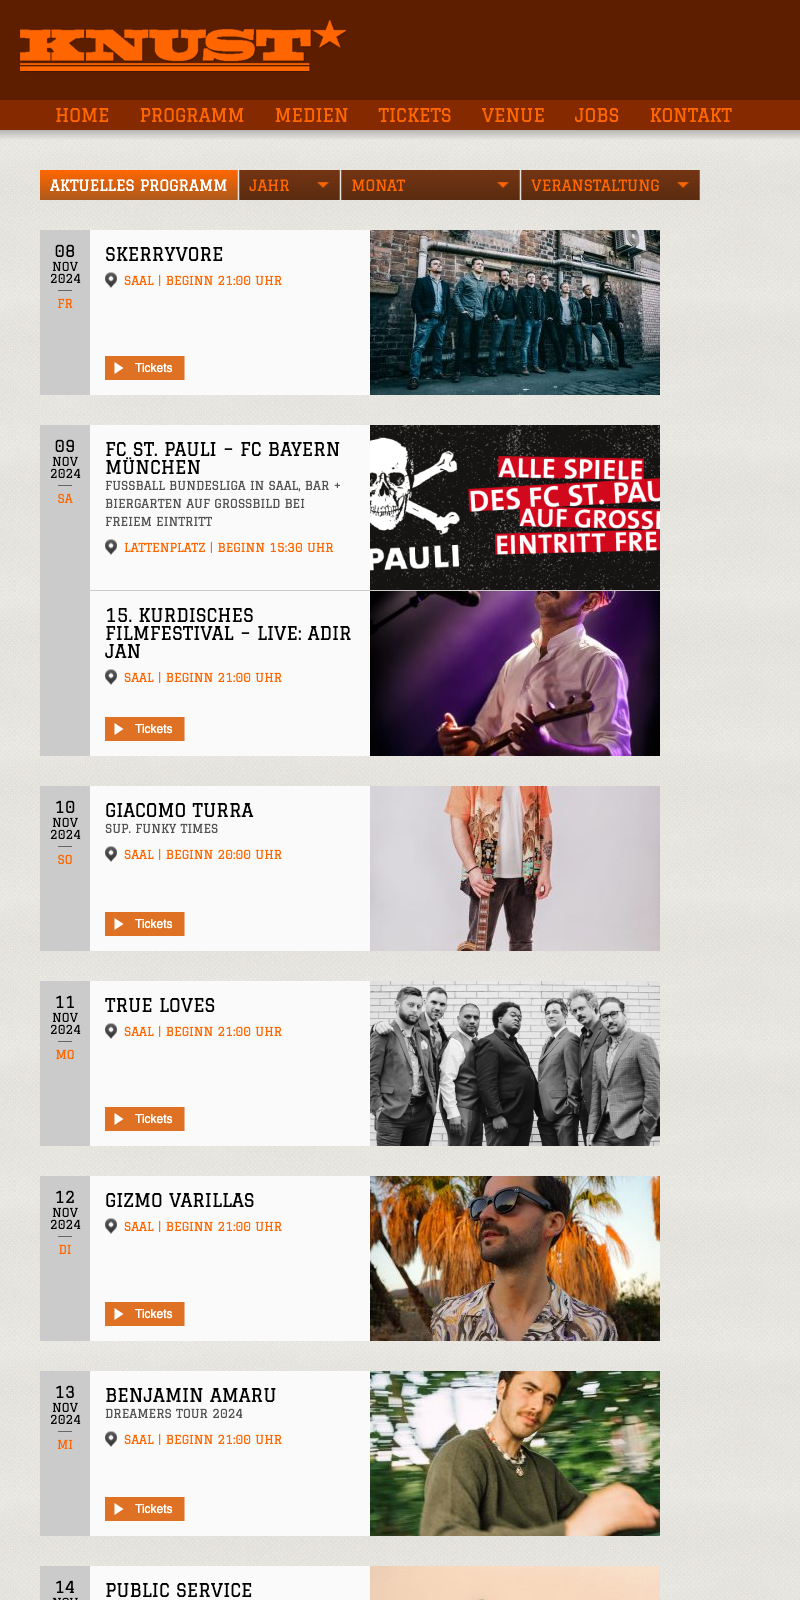 KNUST
HOME PROGRAMM MEDIEN TICKETS VENUE JOBS KONTAKT
AKTUELLES PROGRAMM JAHR MONAT VERANSTALTUNG
08
NOV
2024
FR
SKERRYVORE
SAAL | BEGINN 21:00 UHR
Tickets
09
NOV
2024
SA
FC ST. PAULI – FC BAYERN
MÜNCHEN
FUSSBALL BUNDESLIGA IN SAAL, BAR +
BIERGARTEN AUF GROSSBILD BEI
FREIEM EINTRITT
LATTENPLATZ | BEGINN 15:30 UHR
PAULI
ALLE SPIELE
DES FC ST. PAU
AUF GROSS
EINTRITT FRE
15. KURDISCHES
FILMFESTIVAL – LIVE: ADIR
JAN
SAAL | BEGINN 21:00 UHR
Tickets
10
NOV
2024
SO
GIACOMO TURRA
SUP. FUNKY TIMES
SAAL | BEGINN 20:00 UHR
Tickets
11
NOV
2024
MO
TRUE LOVES
SAAL | BEGINN 21:00 UHR
Tickets
12
NOV
2024
DI
GIZMO VARILLAS
SAAL | BEGINN 21:00 UHR
Tickets
13
NOV
2024
MI
BENJAMIN AMARU
DREAMERS TOUR 2024
SAAL | BEGINN 21:00 UHR
Tickets
14
PUBLIC SERVICE